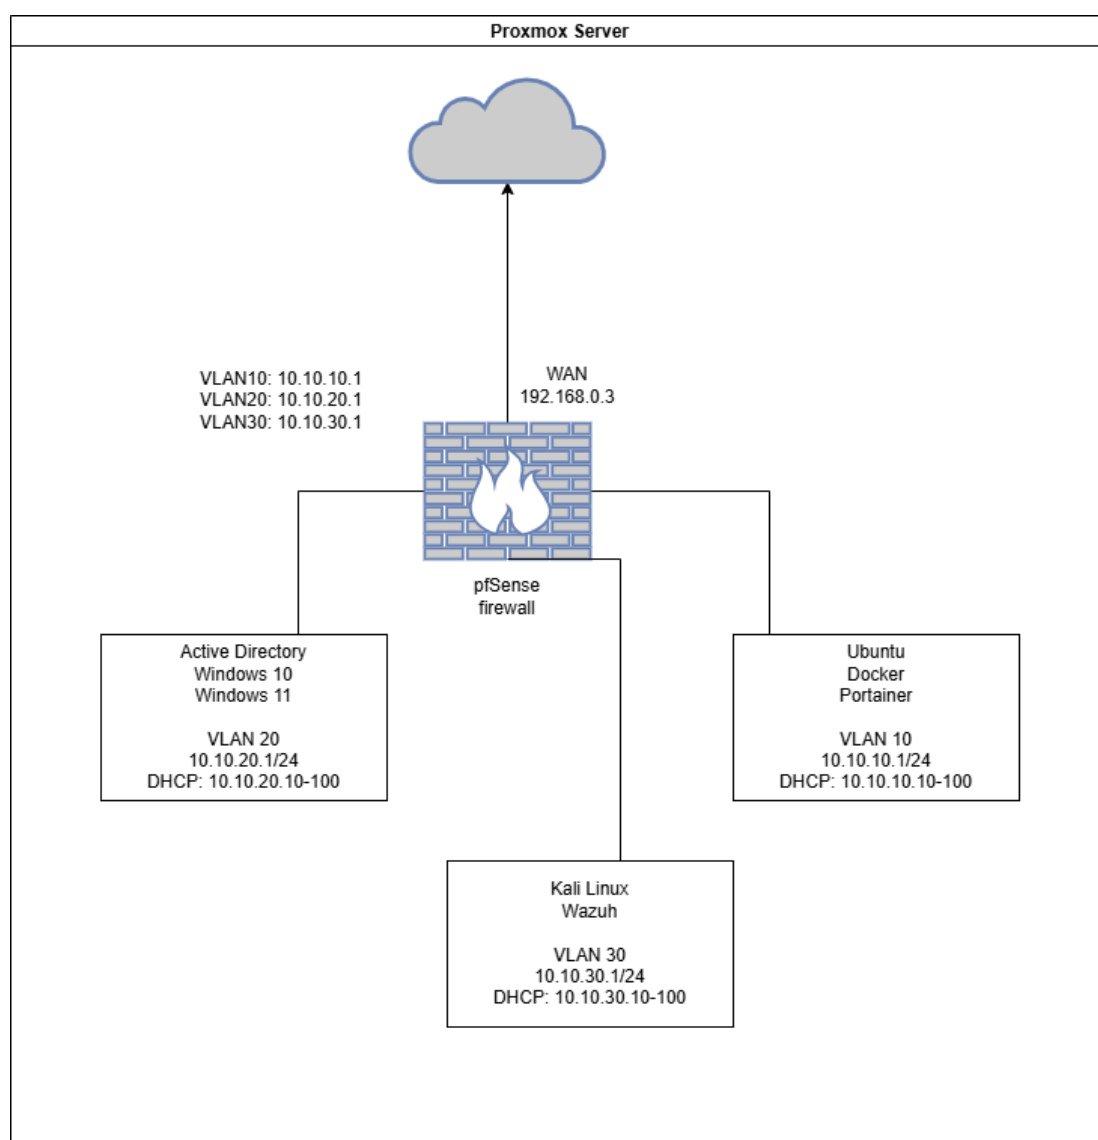 Proxmox Server
VLAN10: 10.10.10.1
VLAN20: 10.10.20.1
VLAN30: 10.10.30.1
WAN
192.168.0.3
pfSense
firewall
Active Directory
Windows 10
Windows 11
VLAN 20
10.10.20.1/24
DHCP: 10.10.20.10-100
Ubuntu
Docker
Portainer
VLAN 10
10.10.10.1/24
DHCP: 10.10.10.10-100
Kali Linux
Wazuh
VLAN 30
10.10.30.1/24
DHCP: 10.10.30.10-100